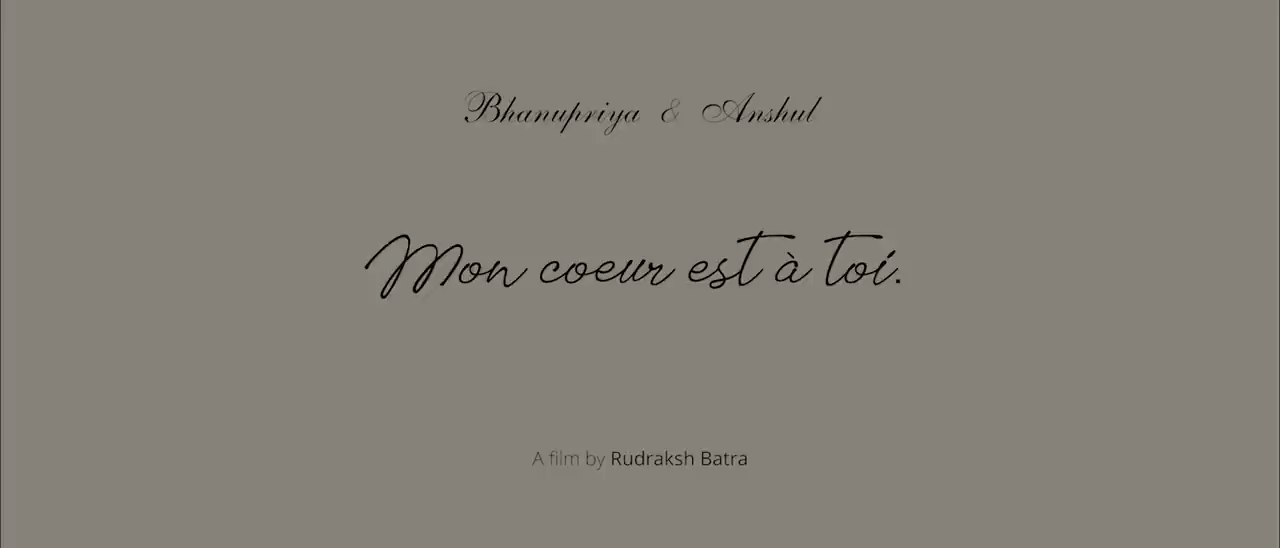 Bhanupriya & Anshul
Mon coeur est à toi.
A film by Rudraksh Batra